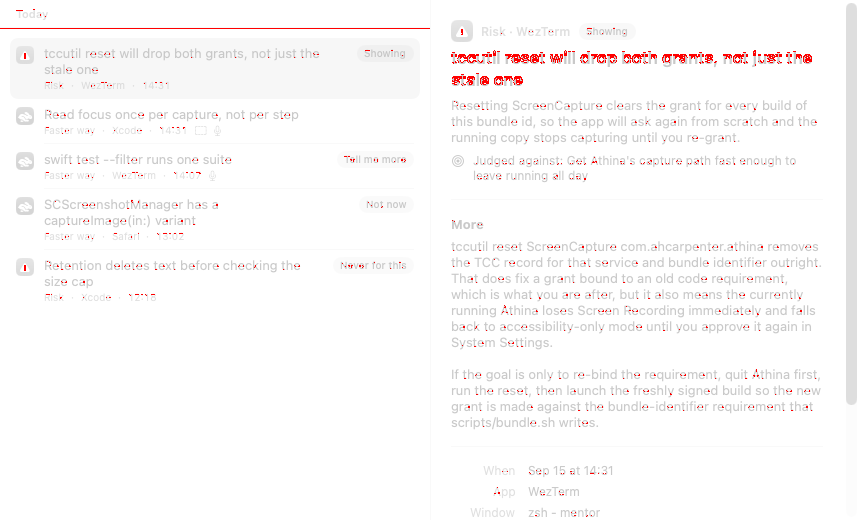 Today
tccutil reset will drop both grants, not just the
stale one
Risk · WezTerm · 14:31
Showing
Read focus once per capture, not per step
Faster way · Xcode · 14:31
swift test --filter runs one suite
Faster way · WezTerm · 14:07
Tell me more
SCScreenshotManager has a
captureImage(in:) variant
Faster way · Safari · 13:02
Not now
Retention deletes text before checking the
size cap
Risk · Xcode ·
Never for this
Risk · WezTerm Showing
tccutil reset will drop both grants, not just the
stale one
Resetting ScreenCapture clears the grant for every build of
this bundle id, so the app will ask again from scratch and the
running copy stops capturing until you re-grant.
Judged against: Get Athina's capture path fast enough to
leave running all day
More
tccutil reset ScreenCapture com.ahcarpenter.athina removes
the TCC record for that service and bundle identifier outright.
That does fix a grant bound to an old code requirement,
which is what you are after, but it also means the currently
running Athina loses Screen Recording immediately and falls
back to accessibility-only mode until you approve it again in
System Settings.
If the goal is only to re-bind the requirement, quit Athina first,
run the reset, then launch the freshly signed build so the new
grant is made against the bundle-identifier requirement that
scripts/bundle.sh writes.
When Sep 15 at 14:31
App WezTerm
Window zsh - mentor